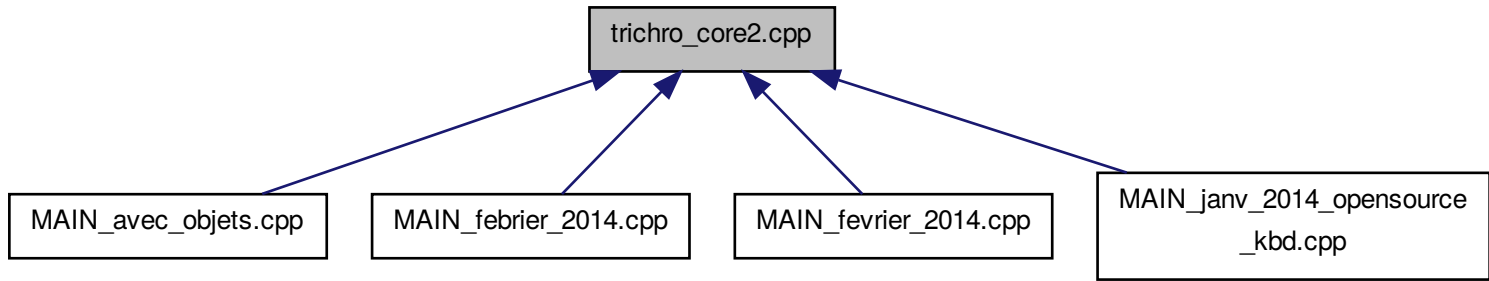 trichro_core2.cpp
MAIN_avec_objets.cpp
MAIN_febrier_2014.cpp
MAIN_fevrier_2014.cpp
MAIN_janv_2014_opensource
_kbd.cpp